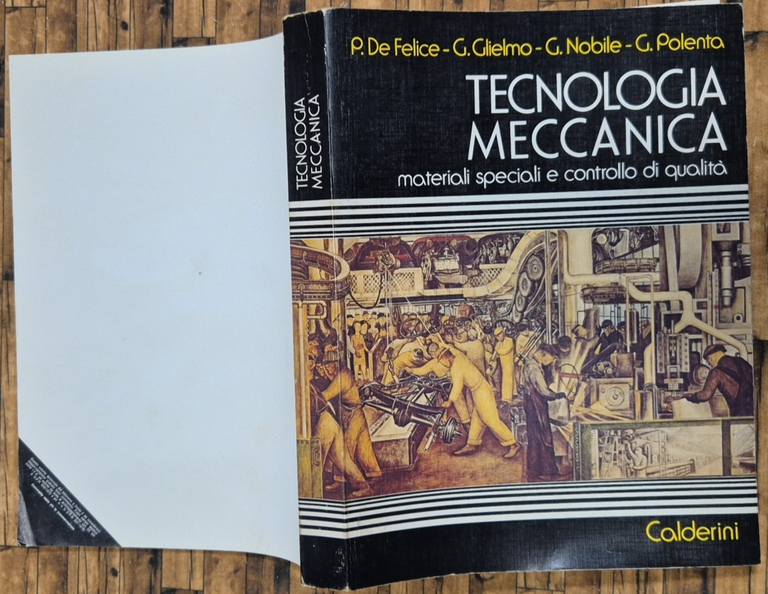 P. De Felice - G. Glielmo - G. Nobile - G. Polenta
TECNOLOGIA
MECCANICA
materiali speciali e controllo di qualità
Calderini
TECNOLOGIA
MECCANICA